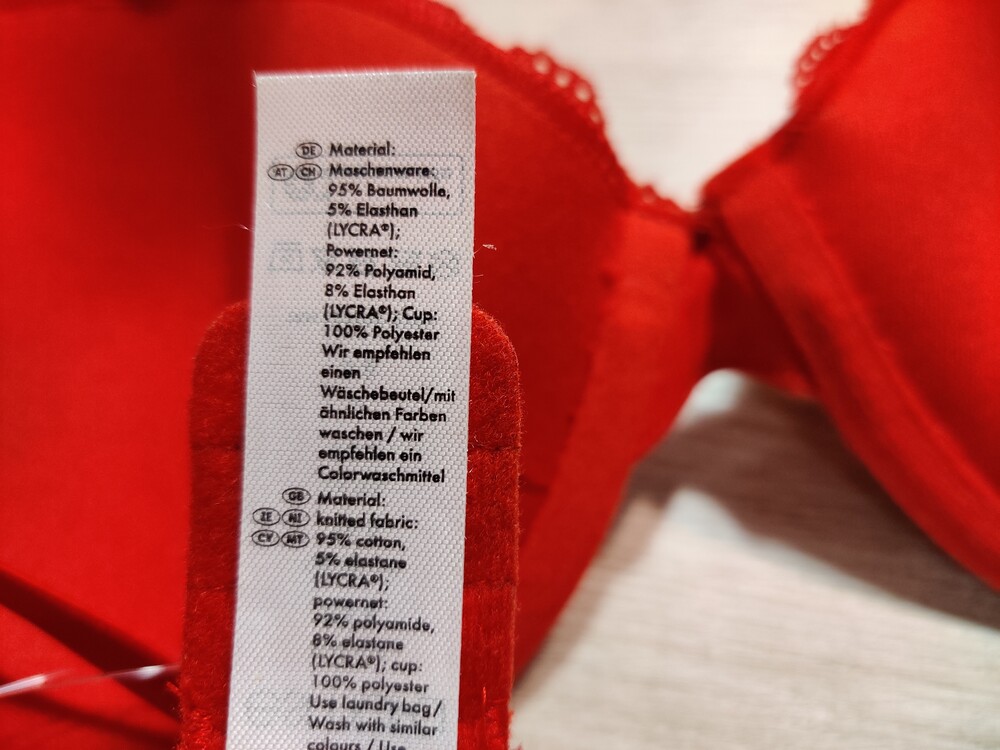 DE Material:
AT CH Maschenware:
95% Baumwolle,
5% Elasthan
(LYCRA®);
Powernet:
92% Polyamid,
8% Elasthan
(LYCRA®); Cup:
100% Polyester
Wir empfehlen
einen
Wäschebeutel/mit
ähnlichen Farben
waschen / wir
empfehlen ein
Colorwaschmittel
GB Material:
IE NI knitted fabric:
CY MT 95% cotton,
5% elastane
(LYCRA®);
powernet:
92% polyamide,
8% elastane
(LYCRA®); cup:
100% polyester
Use laundry bag /
Wash with similar
colours / Use